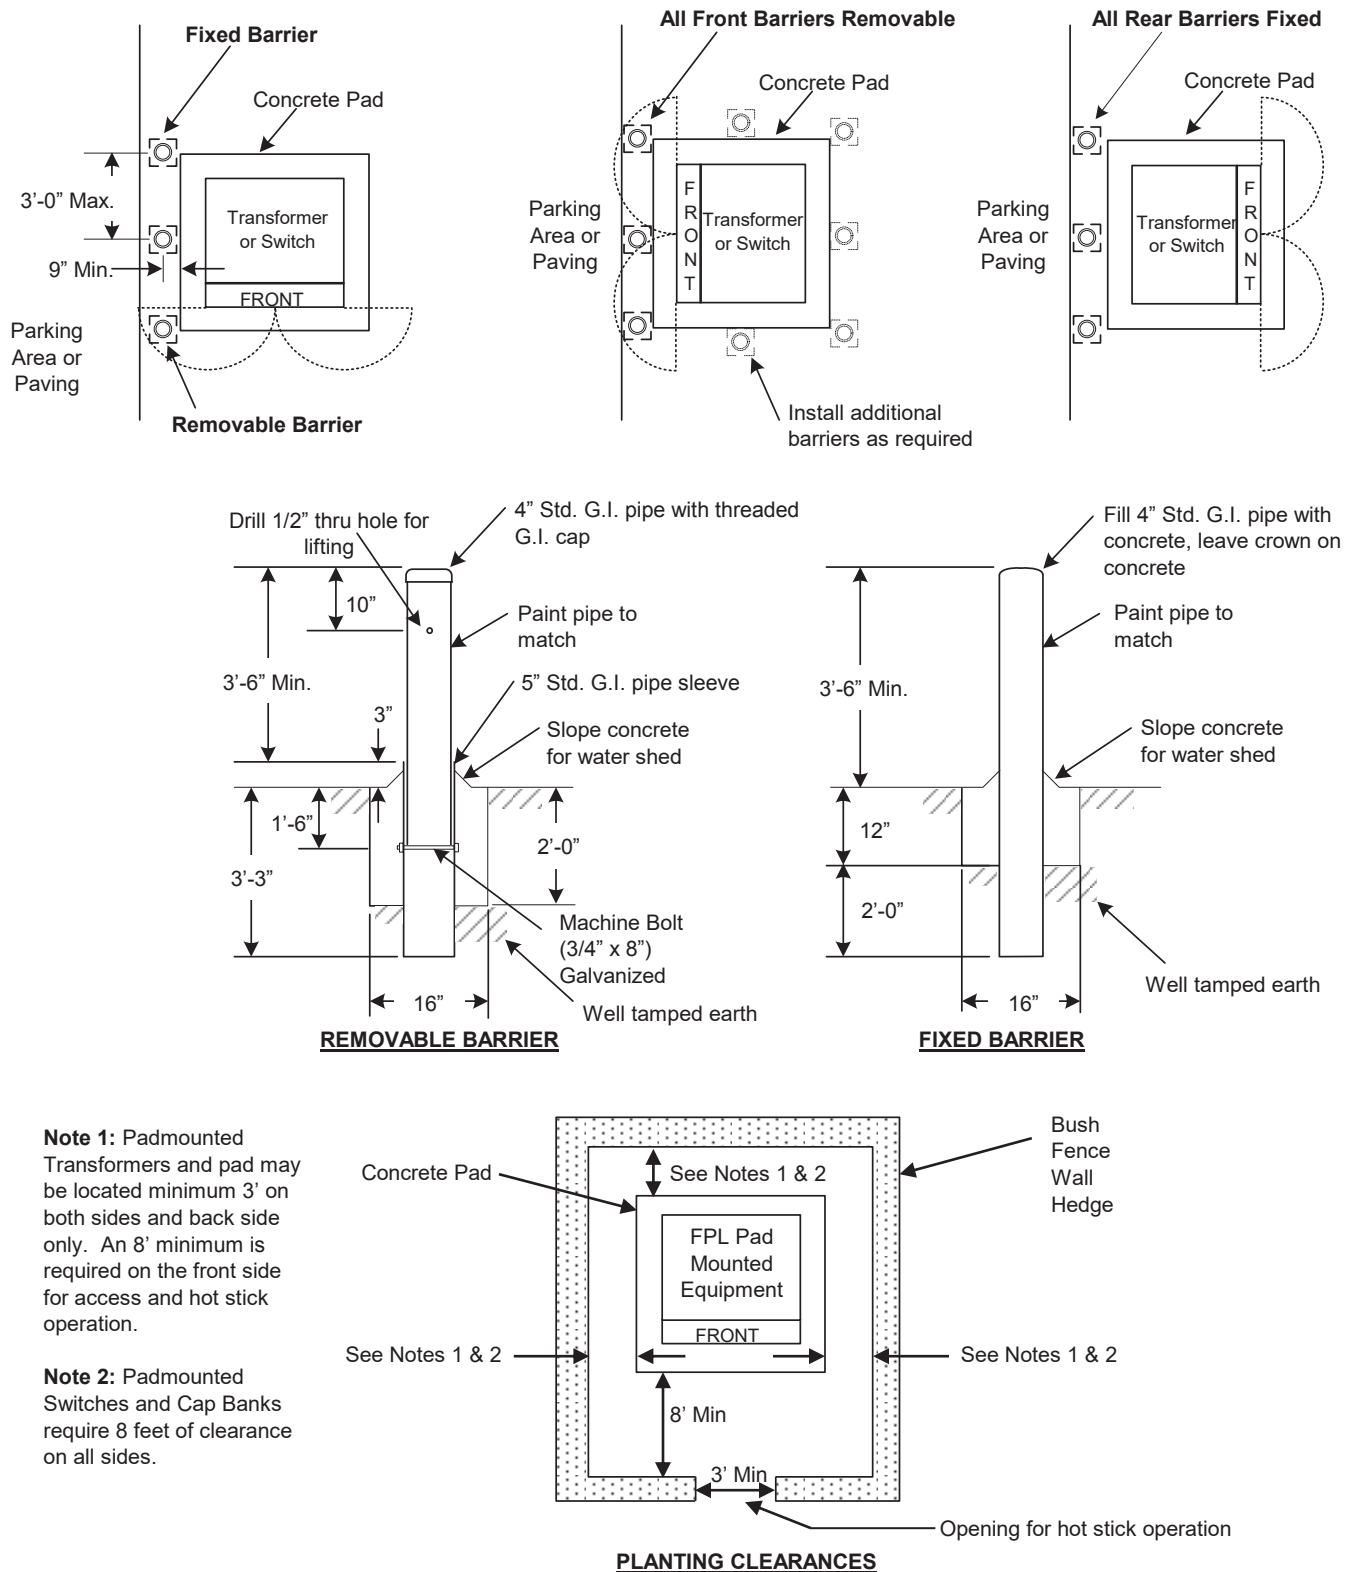 Fixed Barrier
Concrete Pad
3’-0” Max.
Transformer
or Switch
9” Min.
FRONT
Parking
Area or
Paving
Removable Barrier
All Front Barriers Removable
Concrete Pad
Parking
Area or
Paving
F
R
O
N
T
Transformer
or Switch
Install additional
barriers as required
All Rear Barriers Fixed
Concrete Pad
Parking
Area or
Paving
Transformer
or Switch
F
R
O
N
T
Drill 1/2” thru hole for
lifting
4” Std. G.I. pipe with threaded
G.I. cap
10”
Paint pipe to
match
3’-6” Min.
5” Std. G.I. pipe sleeve
3”
Slope concrete
for water shed
1’-6”
2’-0”
3’-3”
Machine Bolt
(3/4” x 8”)
Galvanized
16”
Well tamped earth
REMOVABLE BARRIER
Fill 4” Std. G.I. pipe with
concrete, leave crown on
concrete
Paint pipe to
match
3’-6” Min.
Slope concrete
for water shed
12”
2’-0”
Well tamped earth
16”
FIXED BARRIER
Note 1: Padmounted
Transformers and pad may
be located minimum 3’ on
both sides and back side
only. An 8’ minimum is
required on the front side
for access and hot stick
operation.
Note 2: Padmounted
Switches and Cap Banks
require 8 feet of clearance
on all sides.
Concrete Pad
See Notes 1 & 2
Bush
Fence
Wall
Hedge
FPL Pad
Mounted
Equipment
FRONT
See Notes 1 & 2
See Notes 1 & 2
8’ Min
3’ Min
Opening for hot stick operation
PLANTING CLEARANCES